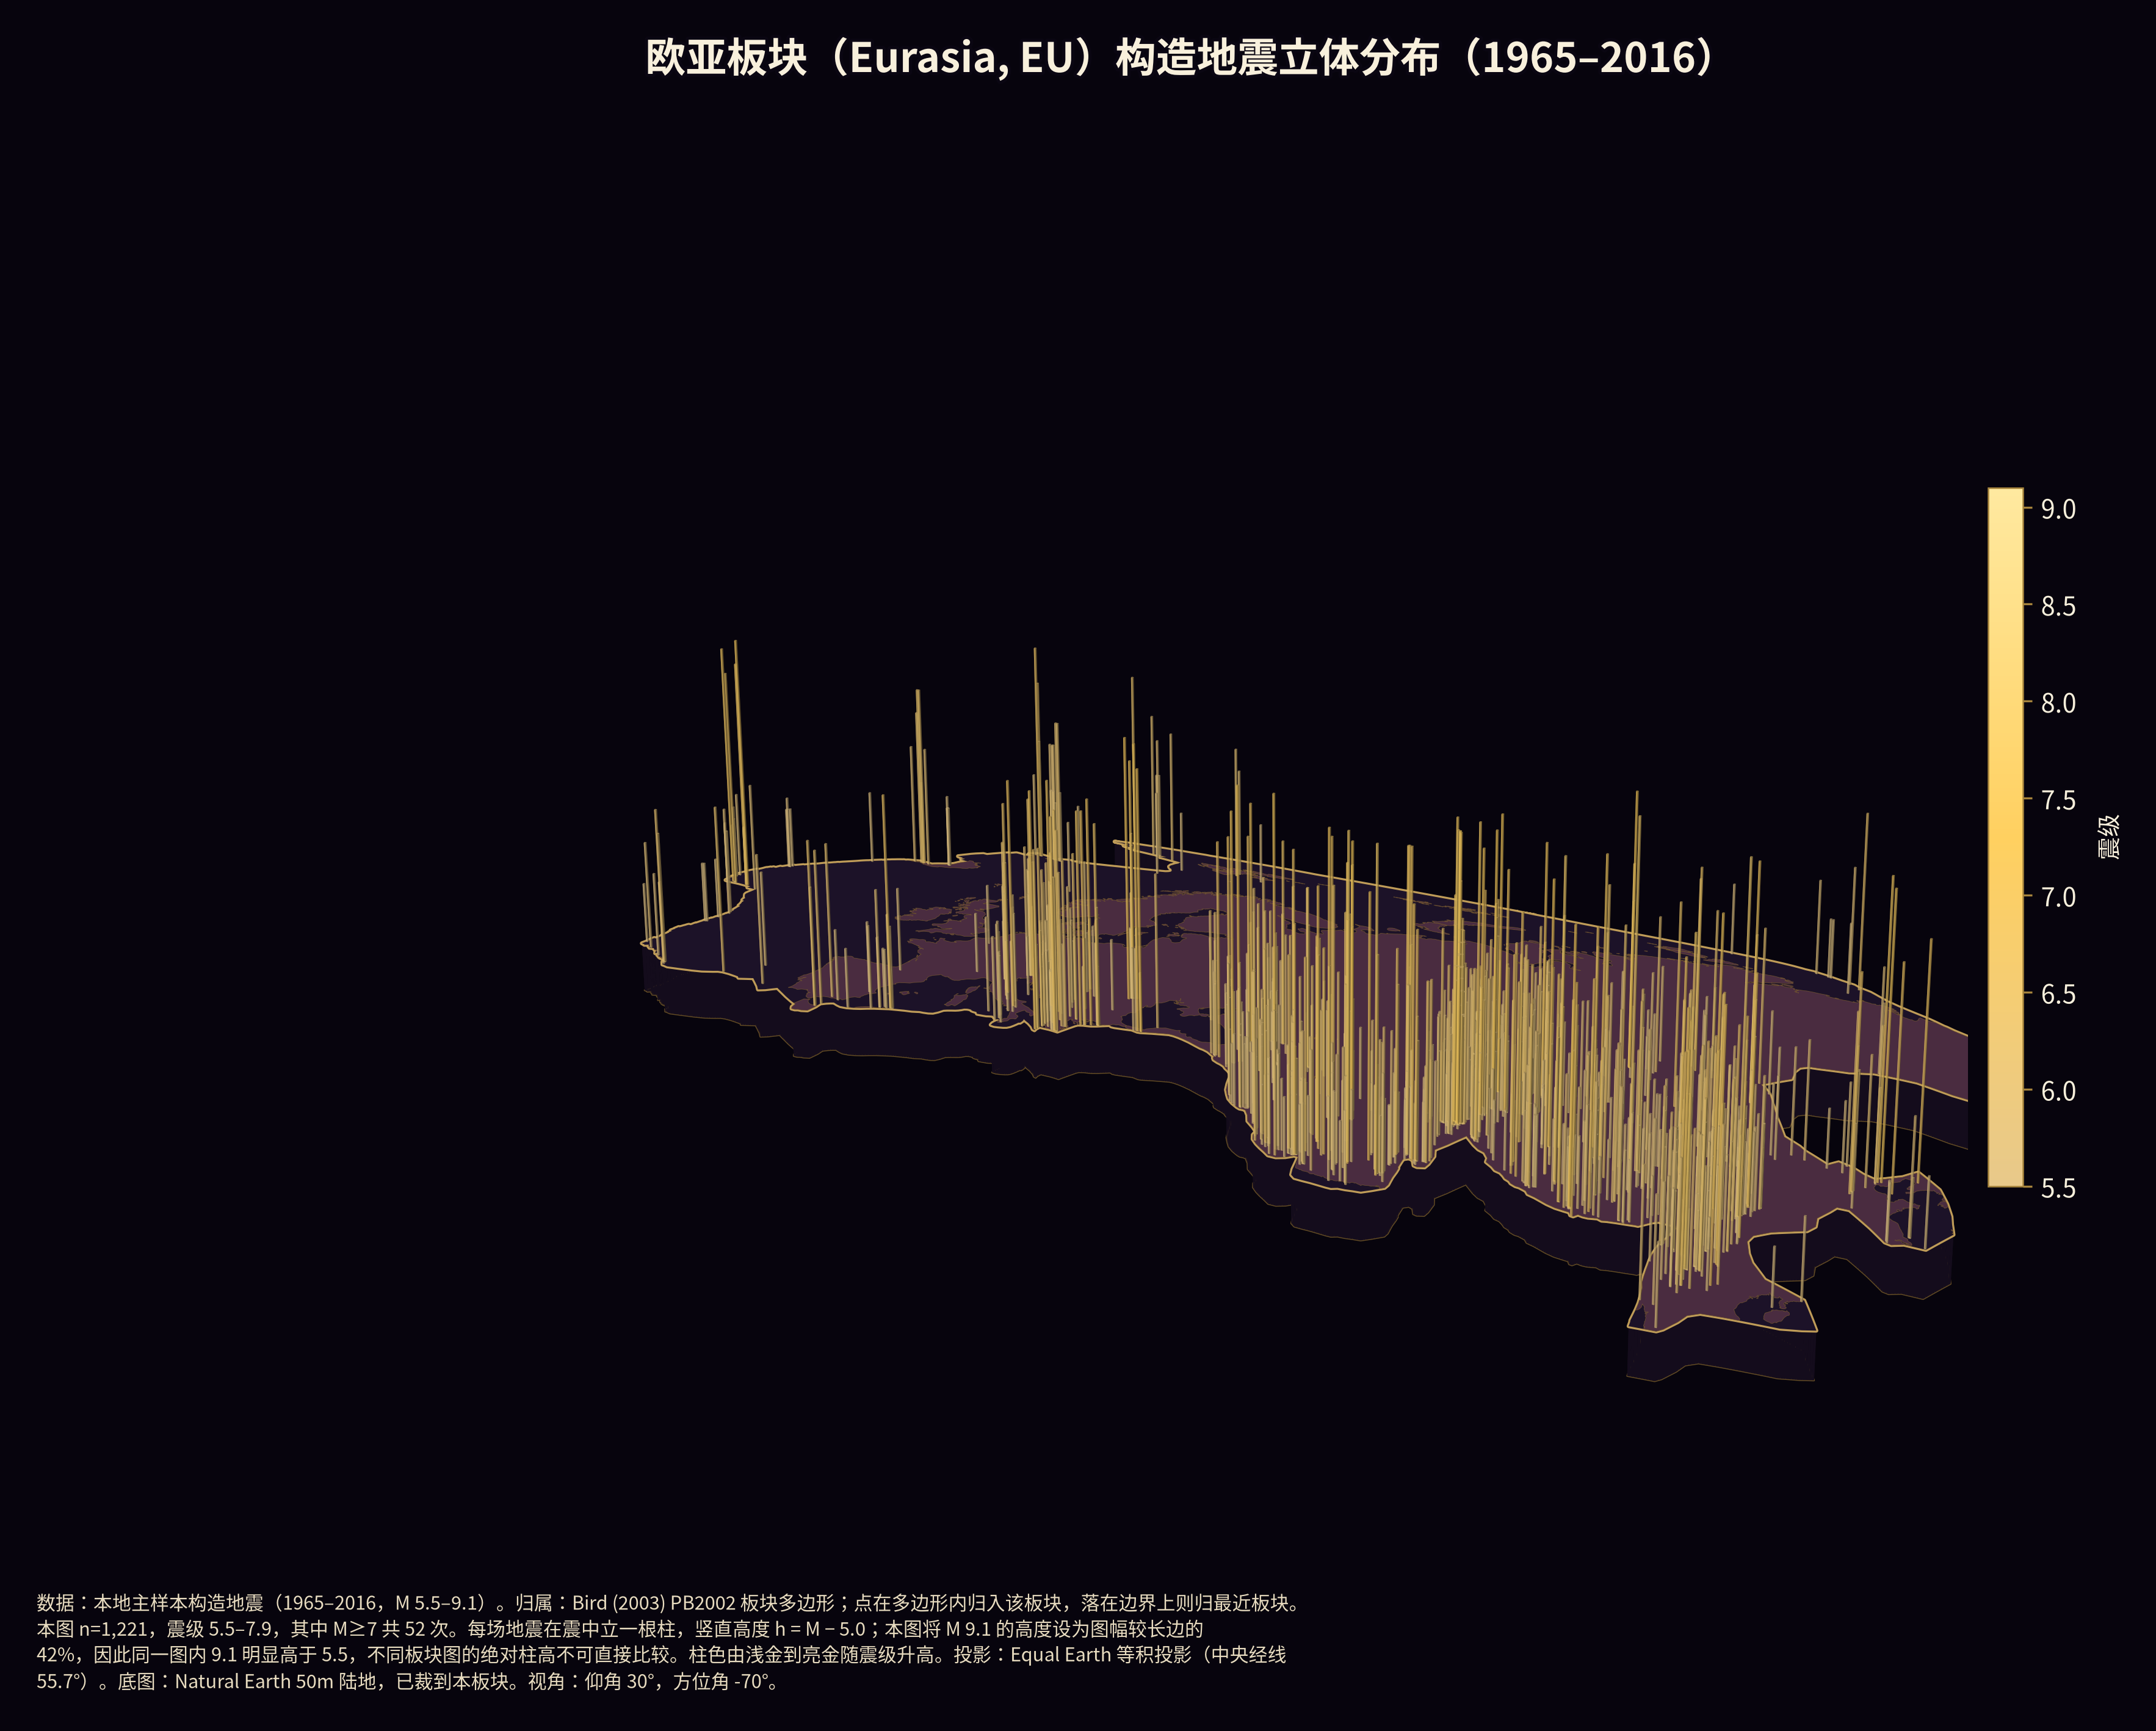 欧亚板块（Eurasia, EU）构造地震立体分布（1965–2016）
9.0
8.5
8.0
7.5
7.0
6.5
6.0
5.5
震级
数据：本地主样本构造地震（1965–2016，M 5.5–9.1）。归属：Bird (2003) PB2002 板块多边形；点在多边形内归入该板块，落在边界上则归最近板块。
本图 n=1,221，震级 5.5–7.9，其中 M≥7 共 52 次。每场地震在震中立一根柱，竖直高度 h = M − 5.0；本图将 M 9.1 的高度设为图幅较长边的
42%，因此同一图内 9.1 明显高于 5.5，不同板块图的绝对柱高不可直接比较。柱色由浅金到亮金随震级升高。投影：Equal Earth 等积投影（中央经线
55.7°）。底图：Natural Earth 50m 陆地，已裁到本板块。视角：仰角 30°，方位角 -70°。